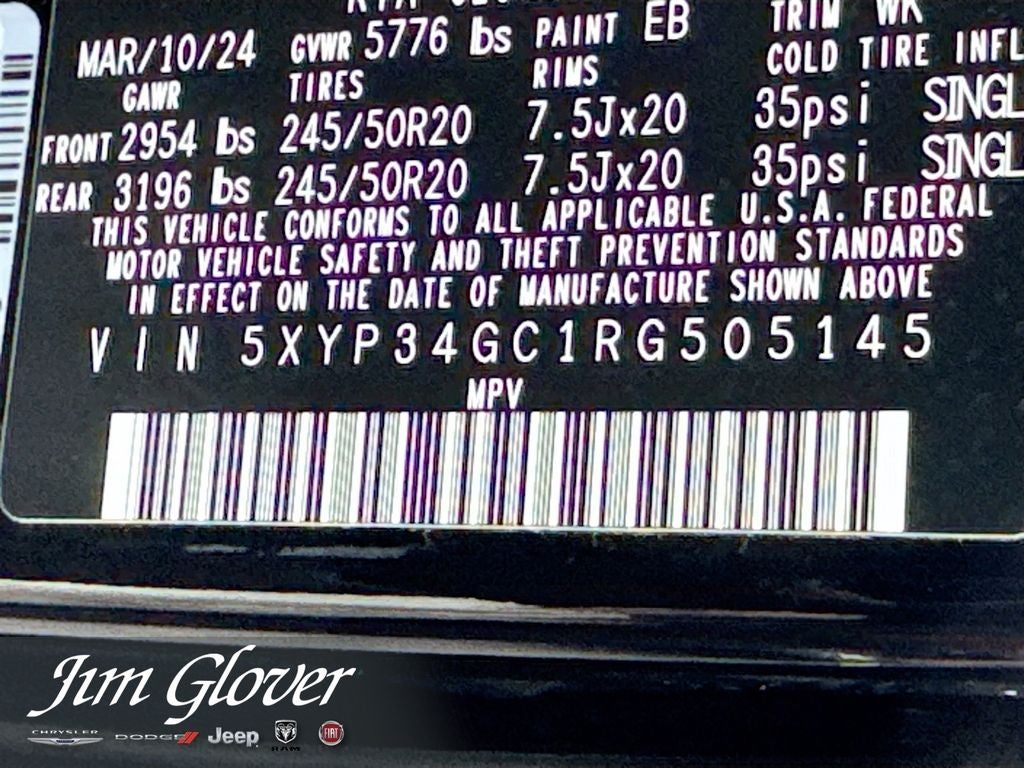 MAR/10/24 GVWR 5776 lbs PAINT EB TRIM WK
GAWR TIRES RIMS COLD TIRE INFL
FRONT 2954 lbs 245/50R20 7.5Jx20 35psi SINGL
REAR 3196 lbs 245/50R20 7.5Jx20 35psi SINGL
THIS VEHICLE CONFORMS TO ALL APPLICABLE U.S.A. FEDERAL
MOTOR VEHICLE SAFETY AND THEFT PREVENTION STANDARDS
IN EFFECT ON THE DATE OF MANUFACTURE SHOWN ABOVE
VIN 5XYP34GC1RG505145
MPV
Jim Glover
CHRYSLER DODGE Jeep RAM FIAT